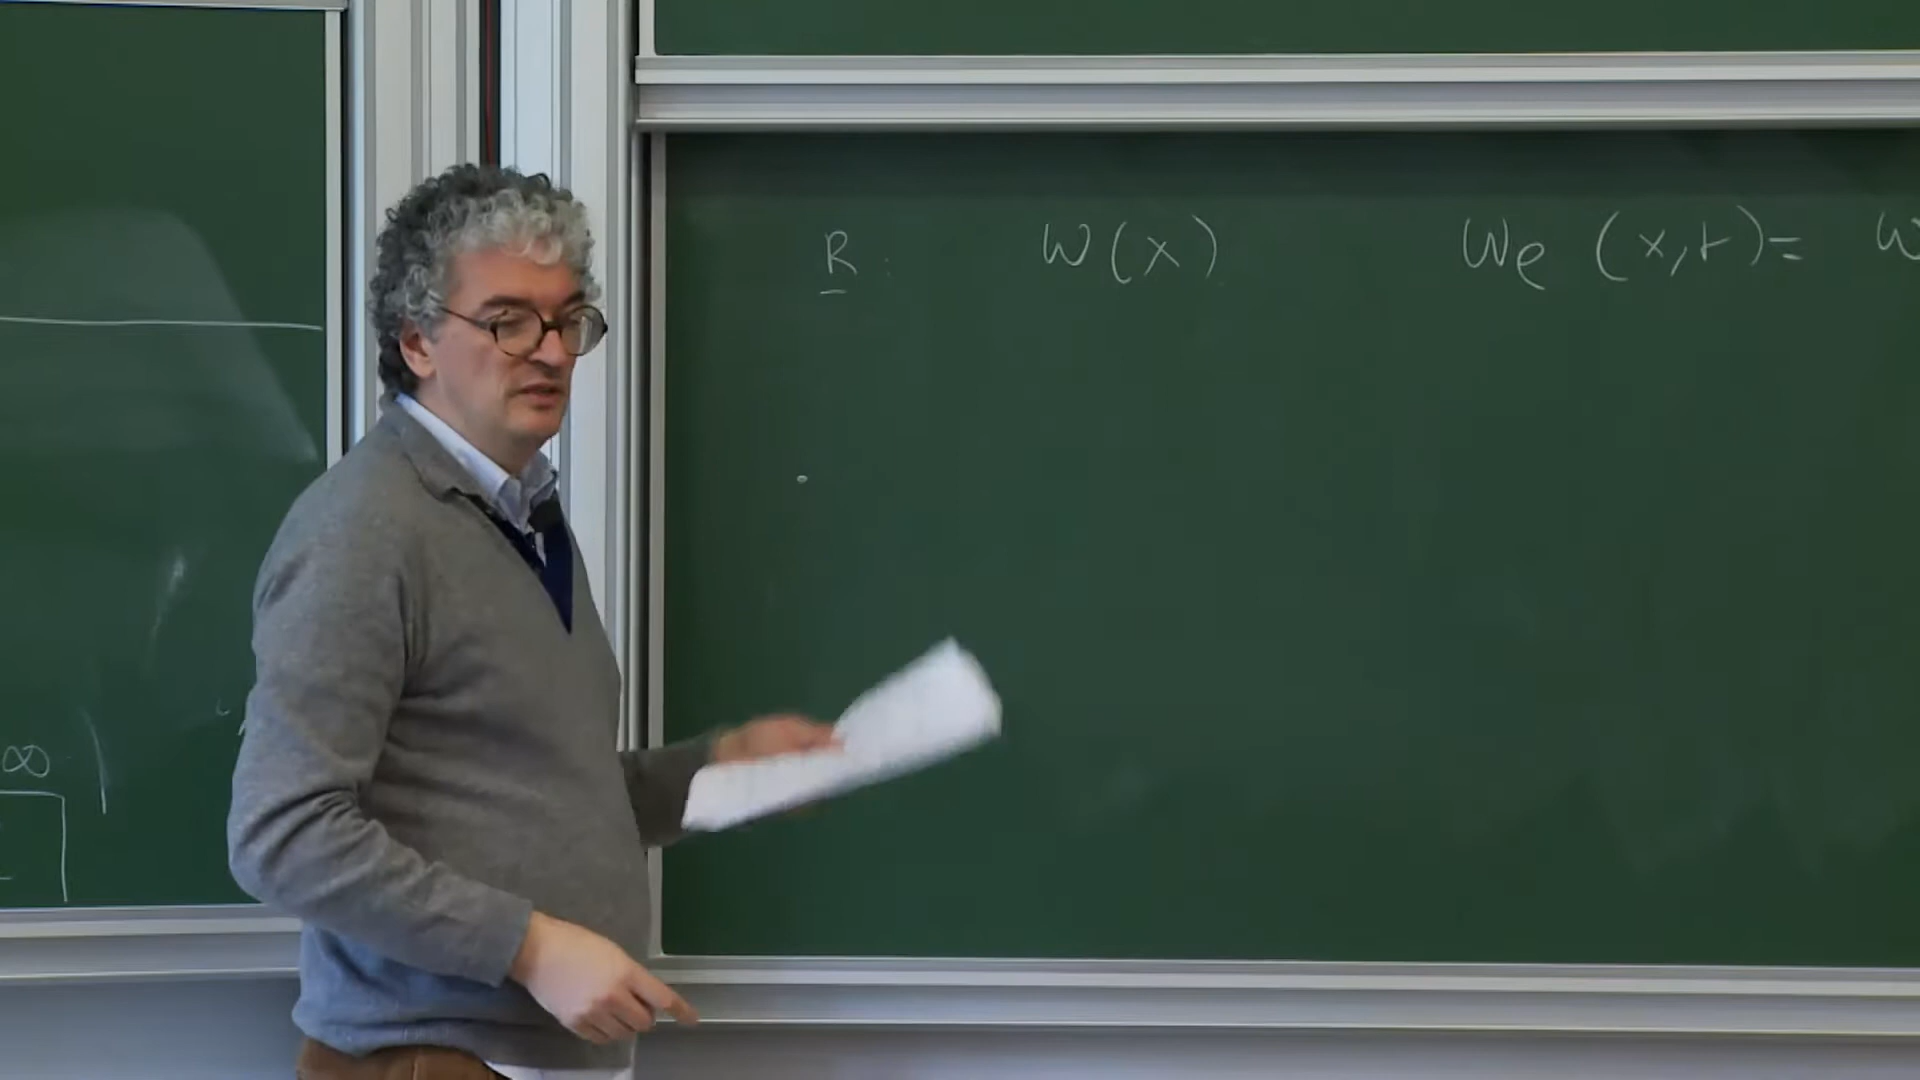 ∞
R : W(x) We (x,t)= W